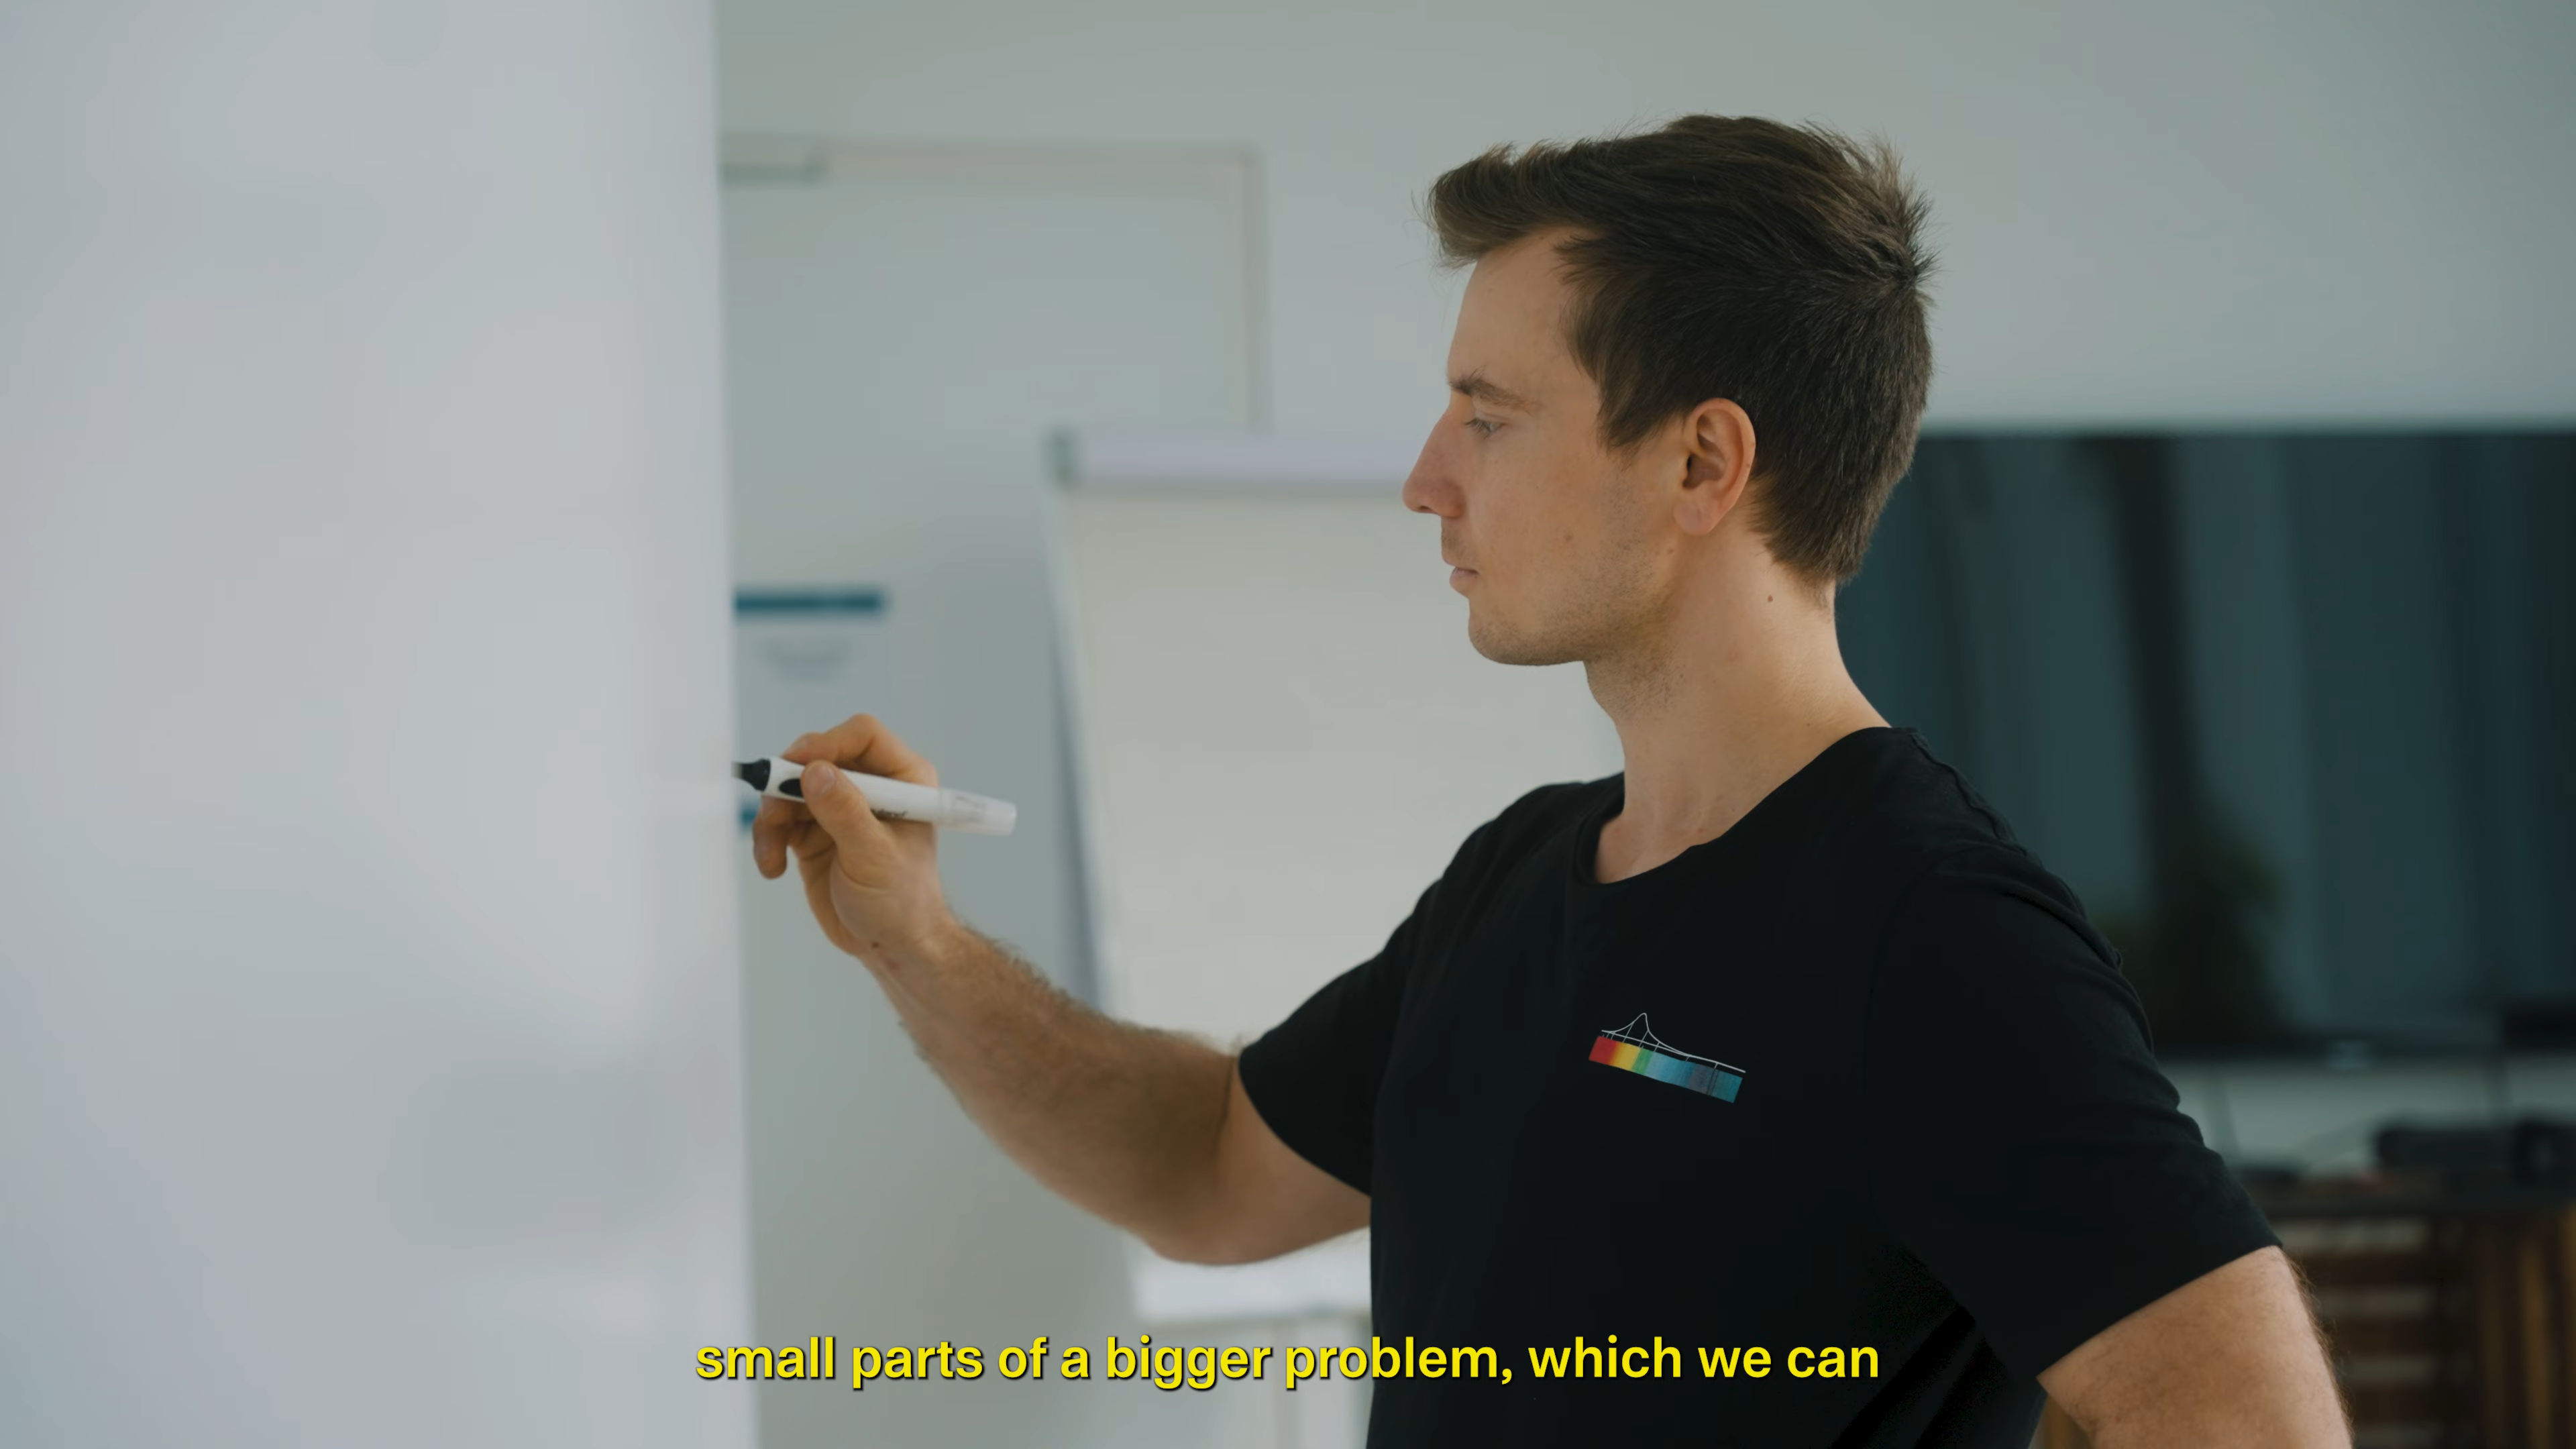 small parts of a bigger problem, which we can